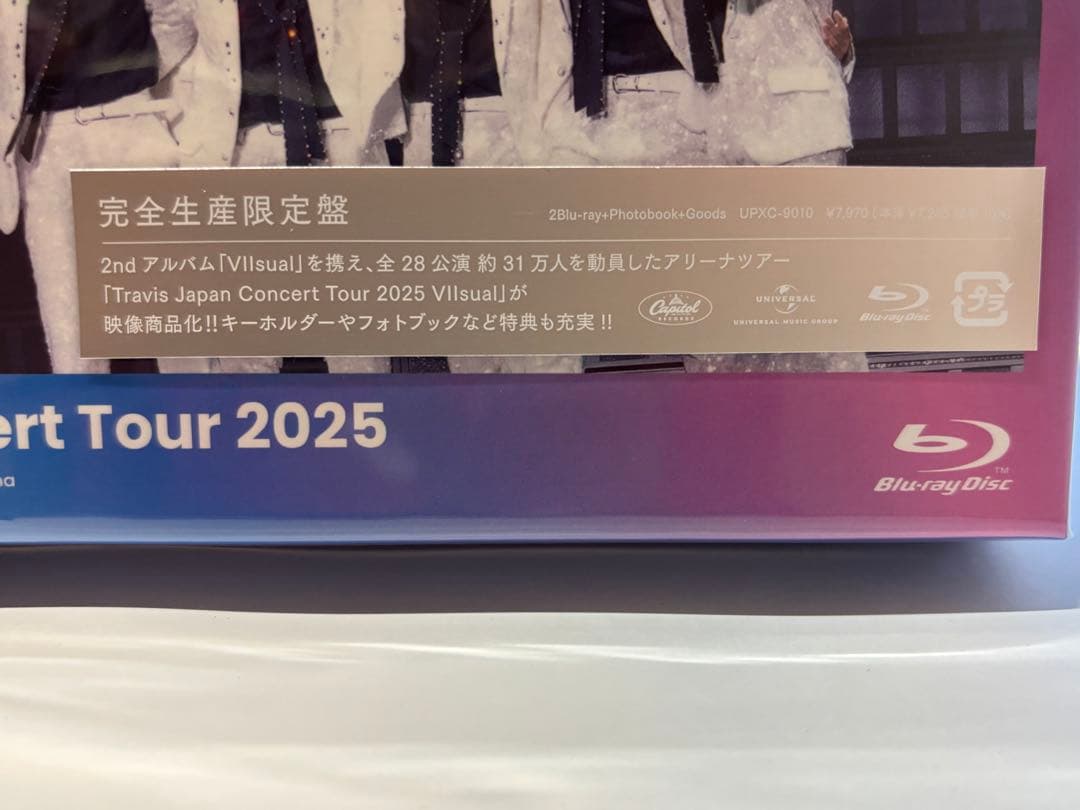 完全生産限定盤
2Blu-ray+Photobook+Goods UPXC-9010 ¥7,970
2nd アルバム「VIIsual」を携え、全 28 公演 約 31 万人を動員したアリーナツアー
「Travis Japan Concert Tour 2025 VIIsual」が
映像商品化!!キーホルダーやフォトブックなど特典も充実!!
Capitol
RECORDS
UNIVERSAL
UNIVERSAL MUSIC GROUP
Blu-ray Disc
プラ
ert Tour 2025
na
Blu-ray Disc
TM